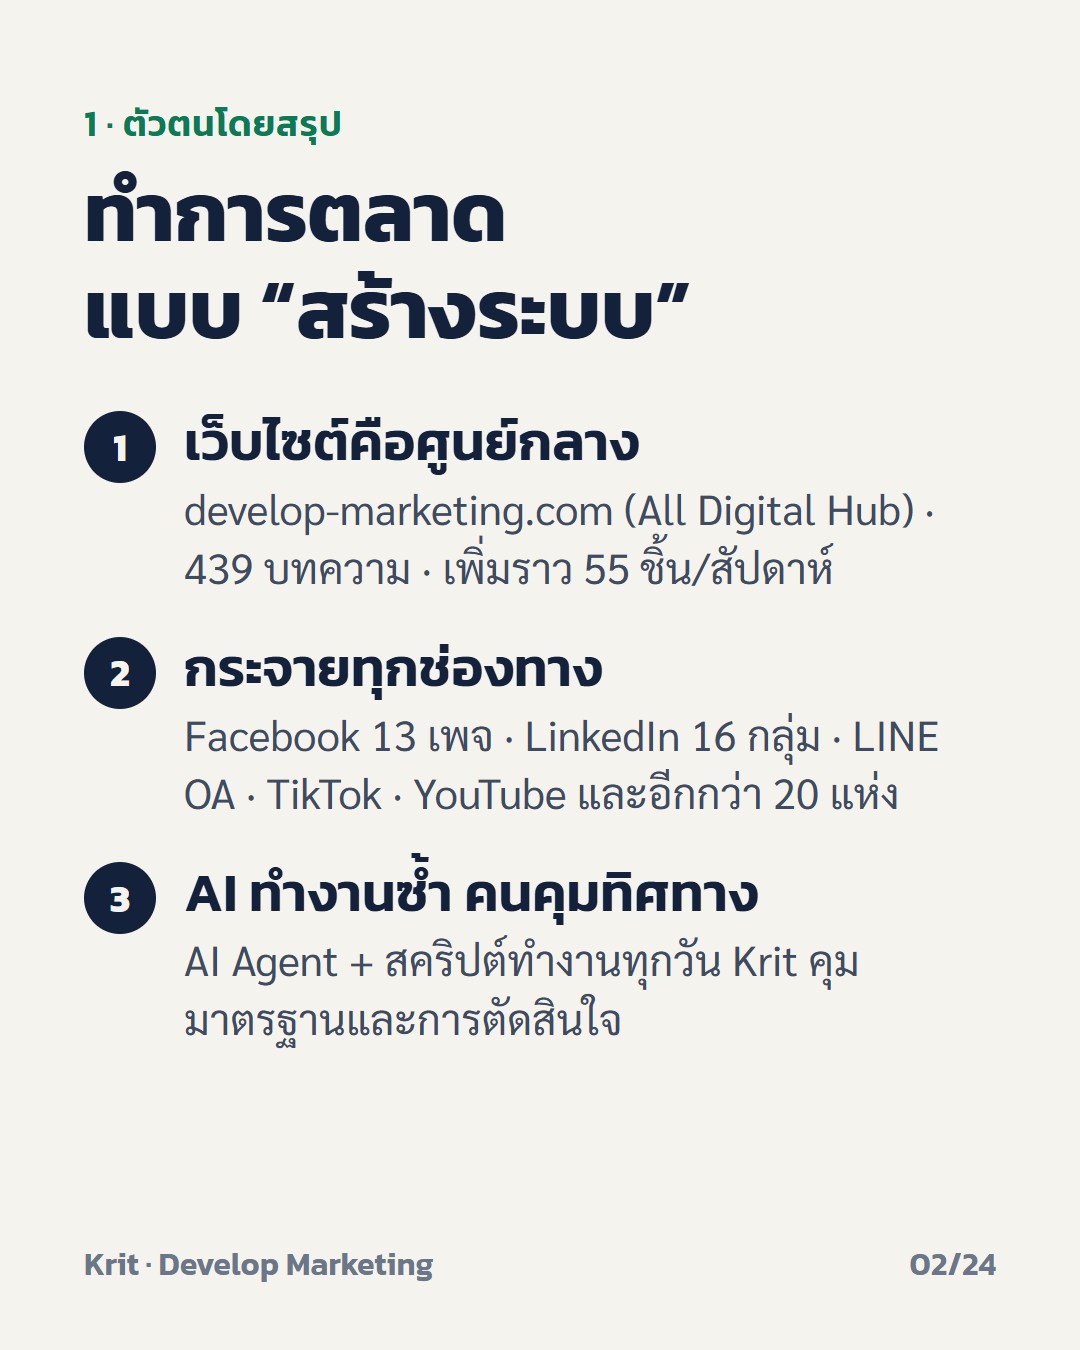 1 · ตัวตนโดยสรุป
ทำการตลาด
แบบ “สร้างระบบ”
1
เว็บไซต์คือศูนย์กลาง
develop-marketing.com (All Digital Hub) ·
439 บทความ · เพิ่มราว 55 ชิ้น/สัปดาห์
2
กระจายทุกช่องทาง
Facebook 13 เพจ · LinkedIn 16 กลุ่ม · LINE
OA · TikTok · YouTube และอีกกว่า 20 แห่ง
3
AI ทำงานซ้ำ คนคุมทิศทาง
AI Agent + สคริปต์ทำงานทุกวัน Krit คุม
มาตรฐานและการตัดสินใจ
Krit · Develop Marketing
02/24